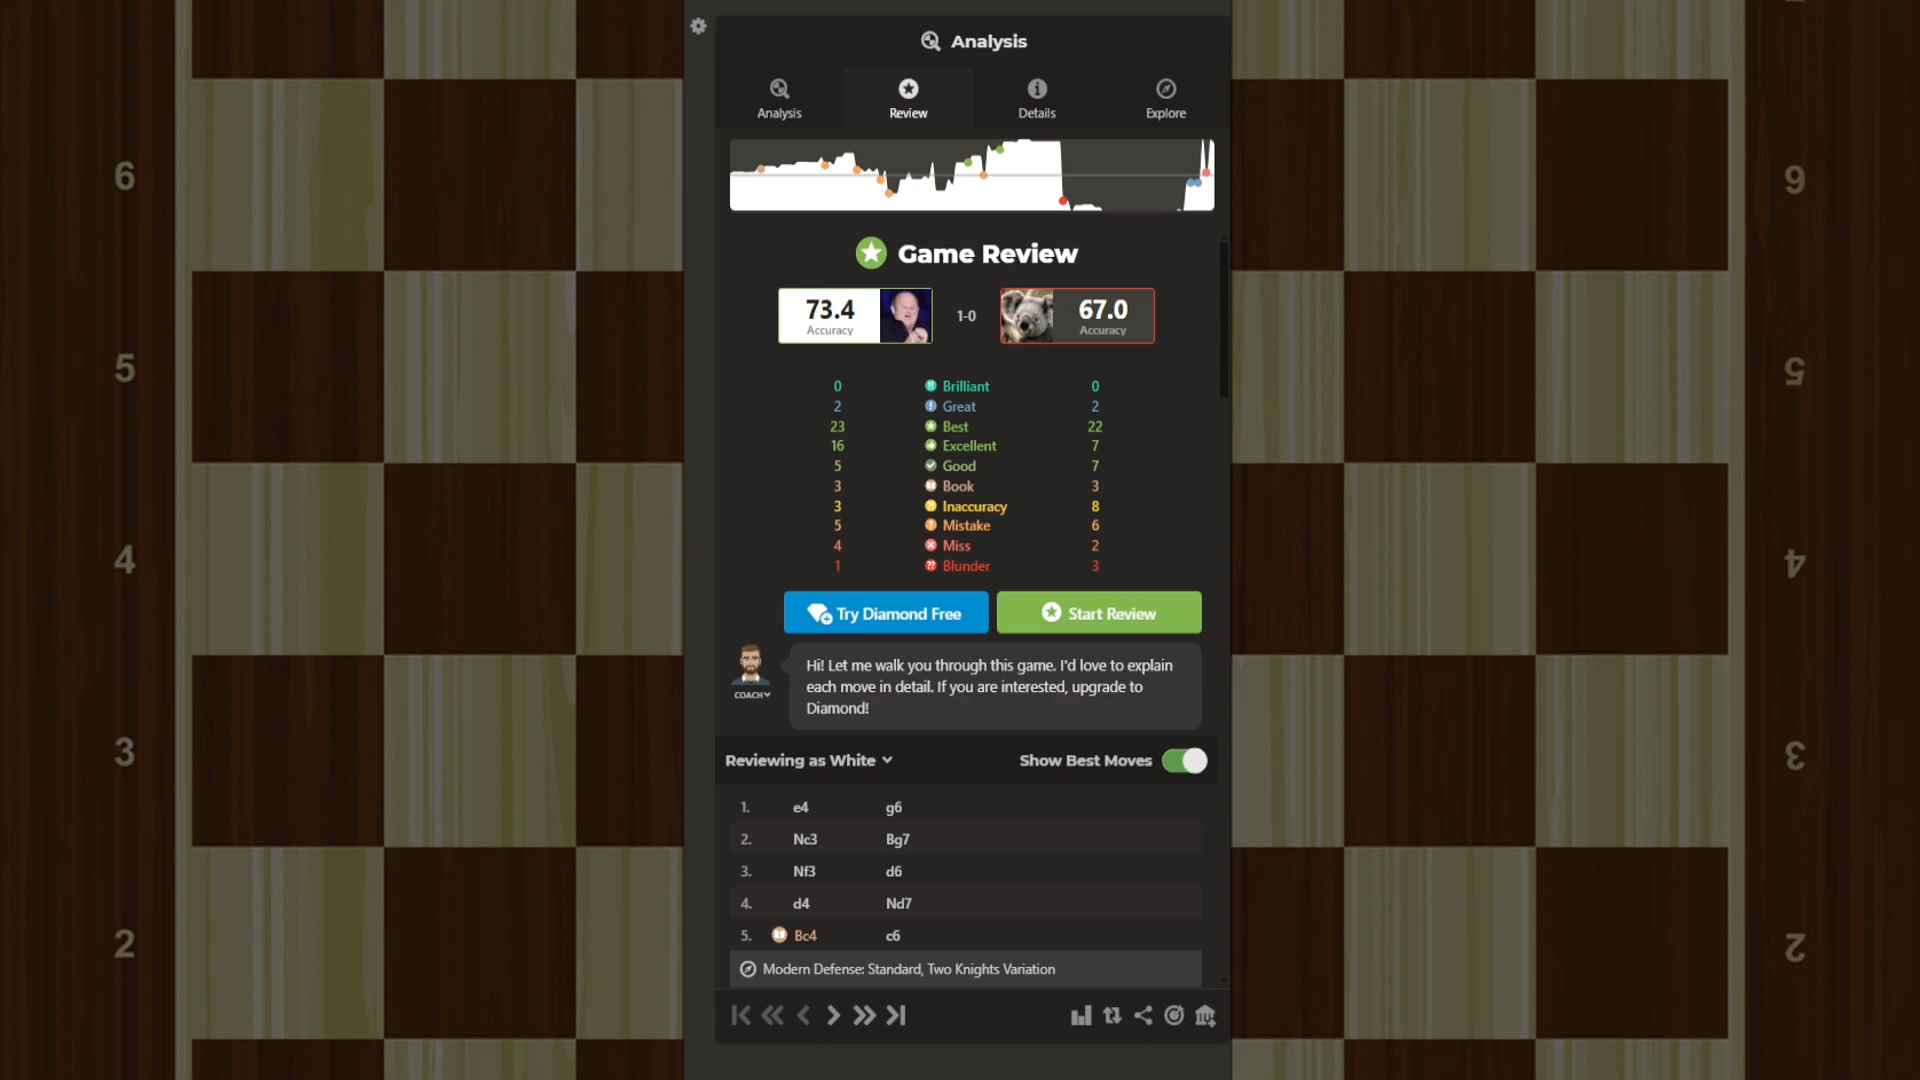 Analysis
Analysis
Review
Details
Explore
Game Review
73.4
Accuracy
1-0
67.0
Accuracy
0 Brilliant 0
2 Great 2
23 Best 22
16 Excellent 7
5 Good 7
3 Book 3
3 Inaccuracy 8
5 Mistake 6
4 Miss 2
1 Blunder 3
Try Diamond Free
Start Review
COACH
Hi! Let me walk you through this game. I'd love to explain
each move in detail. If you are interested, upgrade to
Diamond!
Reviewing as White
Show Best Moves
1. e4 g6
2. Nc3 Bg7
3. Nf3 d6
4. d4 Nd7
5. Bc4 c6
Modern Defense: Standard, Two Knights Variation
6
5
4
3
2
6
5
4
3
2